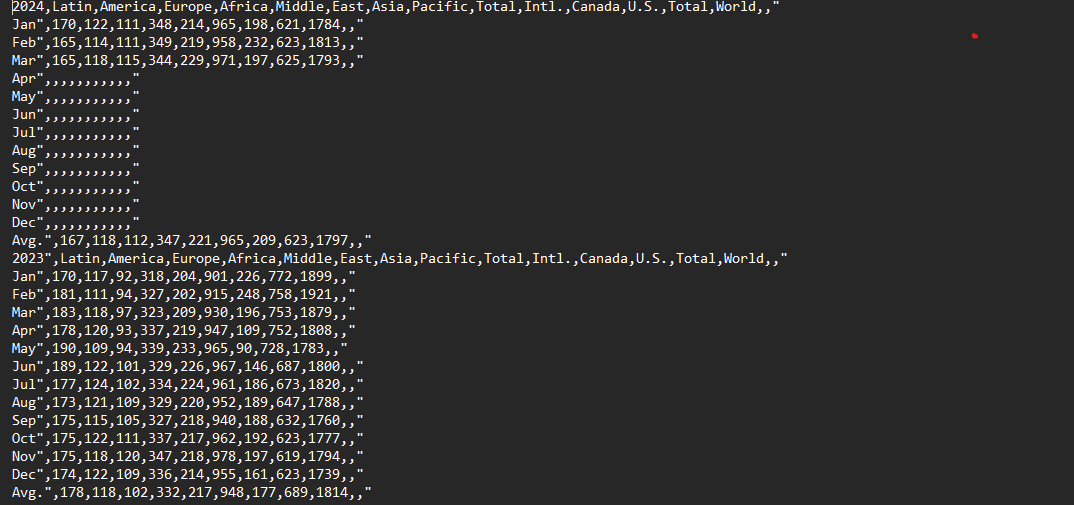 2024,Latin,America,Europe,Africa,Middle,East,Asia,Pacific,Total,Intl.,Canada,U.S.,Total,World,,"
Jan",170,122,111,348,214,965,198,621,1784,,"
Feb",165,114,111,349,219,958,232,623,1813,,"
Mar",165,118,115,344,229,971,197,625,1793,,"
Apr",,,,,,,,,,,"
May",,,,,,,,,,,"
Jun",,,,,,,,,,,"
Jul",,,,,,,,,,,"
Aug",,,,,,,,,,,"
Sep",,,,,,,,,,,"
Oct",,,,,,,,,,,"
Nov",,,,,,,,,,,"
Dec",,,,,,,,,,,"
Avg.",167,118,112,347,221,965,209,623,1797,,"
2023",Latin,America,Europe,Africa,Middle,East,Asia,Pacific,Total,Intl.,Canada,U.S.,Total,World,,"
Jan",170,117,92,318,204,901,226,772,1899,,"
Feb",181,111,94,327,202,915,248,758,1921,,"
Mar",183,118,97,323,209,930,196,753,1879,,"
Apr",178,120,93,337,219,947,109,752,1808,,"
May",190,109,94,339,233,965,90,728,1783,,"
Jun",189,122,101,329,226,967,146,687,1800,,"
Jul",177,124,102,334,224,961,186,673,1820,,"
Aug",173,121,109,329,220,952,189,647,1788,,"
Sep",175,115,105,327,218,940,188,632,1760,,"
Oct",175,122,111,337,217,962,192,623,1777,,"
Nov",175,118,120,347,218,978,197,619,1794,,"
Dec",174,122,109,336,214,955,161,623,1739,,"
Avg.",178,118,102,332,217,948,177,689,1814,,"